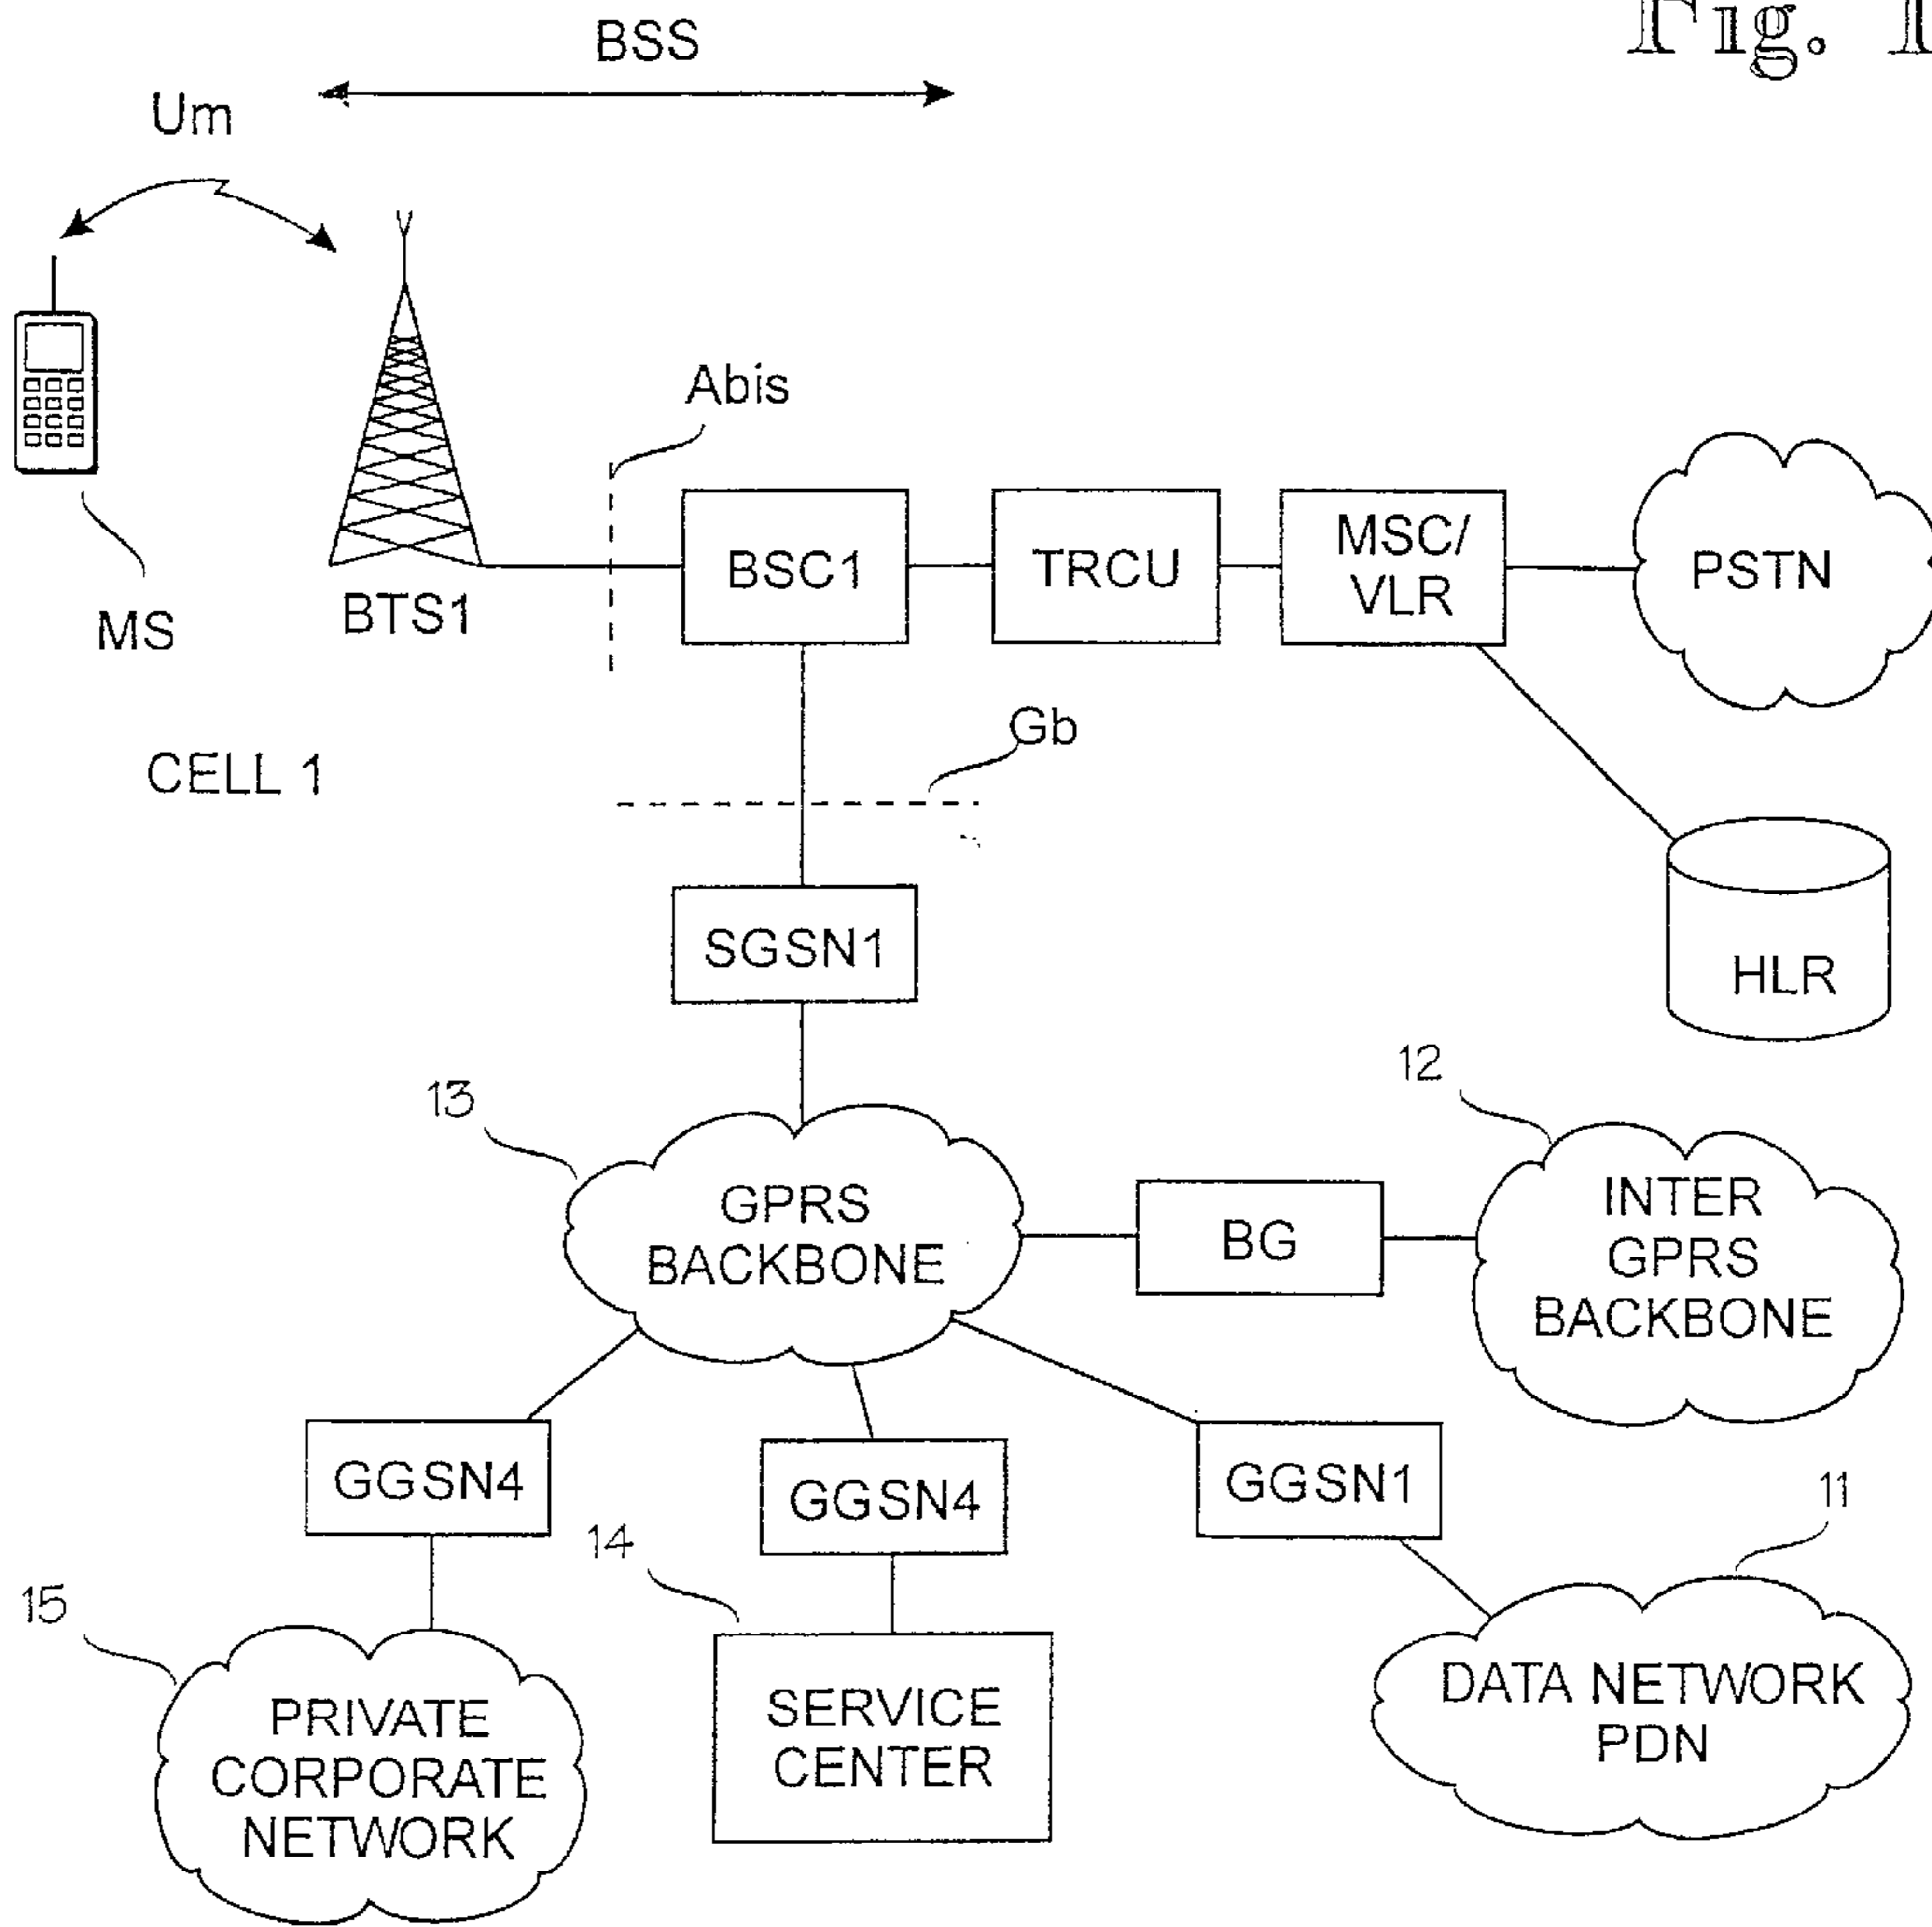 Fig. 1
BSS
Um
Abis
MS
BTS1
BSC1
TRCU
MSC/
VLR
PSTN
Gb
CELL 1
SGSN1
HLR
13
12
GPRS
BACKBONE
BG
INTER
GPRS
BACKBONE
GGSN4
GGSN4
GGSN1
11
14
15
PRIVATE
CORPORATE
NETWORK
SERVICE
CENTER
DATA NETWORK
PDN